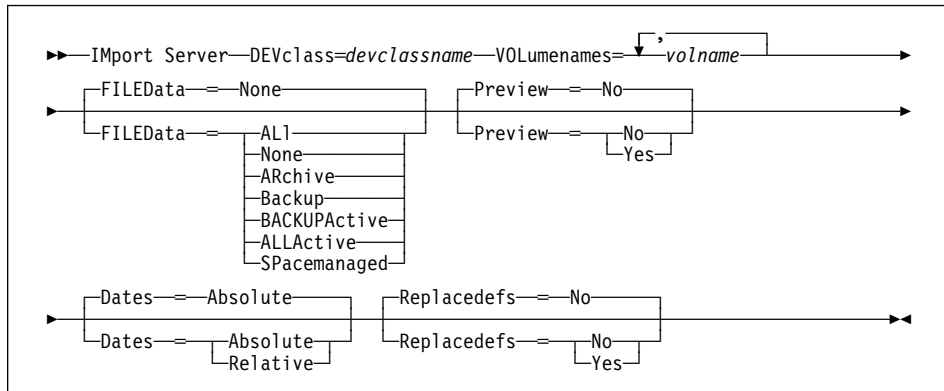 ,
IMport Server DEVclass=devclassname VOLumenames= volname
FILEData = None Preview = No
FILEData = ALl Preview = No
None Yes
ARchive
Backup
BACKUPActive
ALLActive
SPacemanaged
Dates = Absolute Replacedefs = No
Dates = Absolute Replacedefs = No
Relative Yes